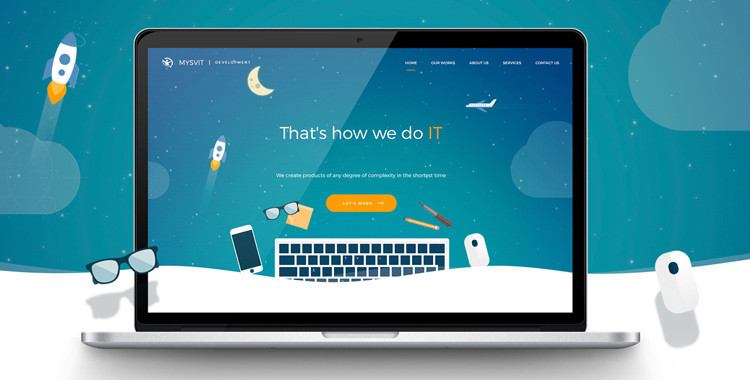 MYSVIT | DEVELOPMENT
HOME OUR WORKS ABOUT US SERVICES CONTACT US
That's how we do IT
We create products of any degree of complexity in the shortest time
LET'S WORK